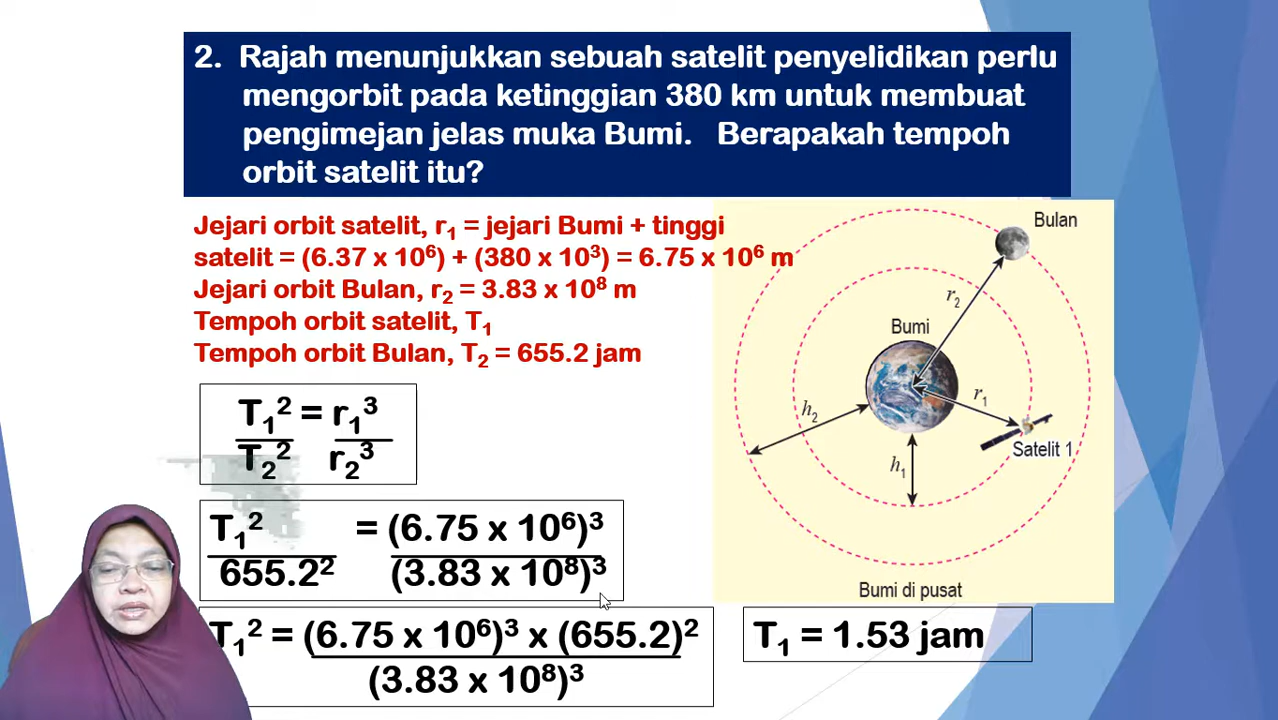 2. Rajah menunjukkan sebuah satelit penyelidikan perlu
mengorbit pada ketinggian 380 km untuk membuat
pengimejan jelas muka Bumi. Berapakah tempoh
orbit satelit itu?
Jejari orbit satelit, r₁ = jejari Bumi + tinggi
satelit = (6.37 x 10⁶) + (380 x 10³) = 6.75 x 10⁶ m
Jejari orbit Bulan, r₂ = 3.83 x 10⁸ m
Tempoh orbit satelit, T₁
Tempoh orbit Bulan, T₂ = 655.2 jam
T₁² = r₁³
T₂² r₂³
T₁² = (6.75 x 10⁶)³
655.2² (3.83 x 10⁸)³
T₁² = (6.75 x 10⁶)³ x (655.2)²
(3.83 x 10⁸)³
T₁ = 1.53 jam
Bulan
r₂
Bumi
r₁
h₂
Satelit 1
h₁
Bumi di pusat